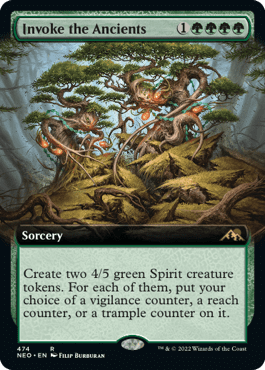 Invoke the Ancients 1
Sorcery
Create two 4/5 green Spirit creature
tokens. For each of them, put your
choice of a vigilance counter, a reach
counter, or a trample counter on it.
474 R
NEO • EN FILIP BURBURAN
™ & © 2022 Wizards of the Coast